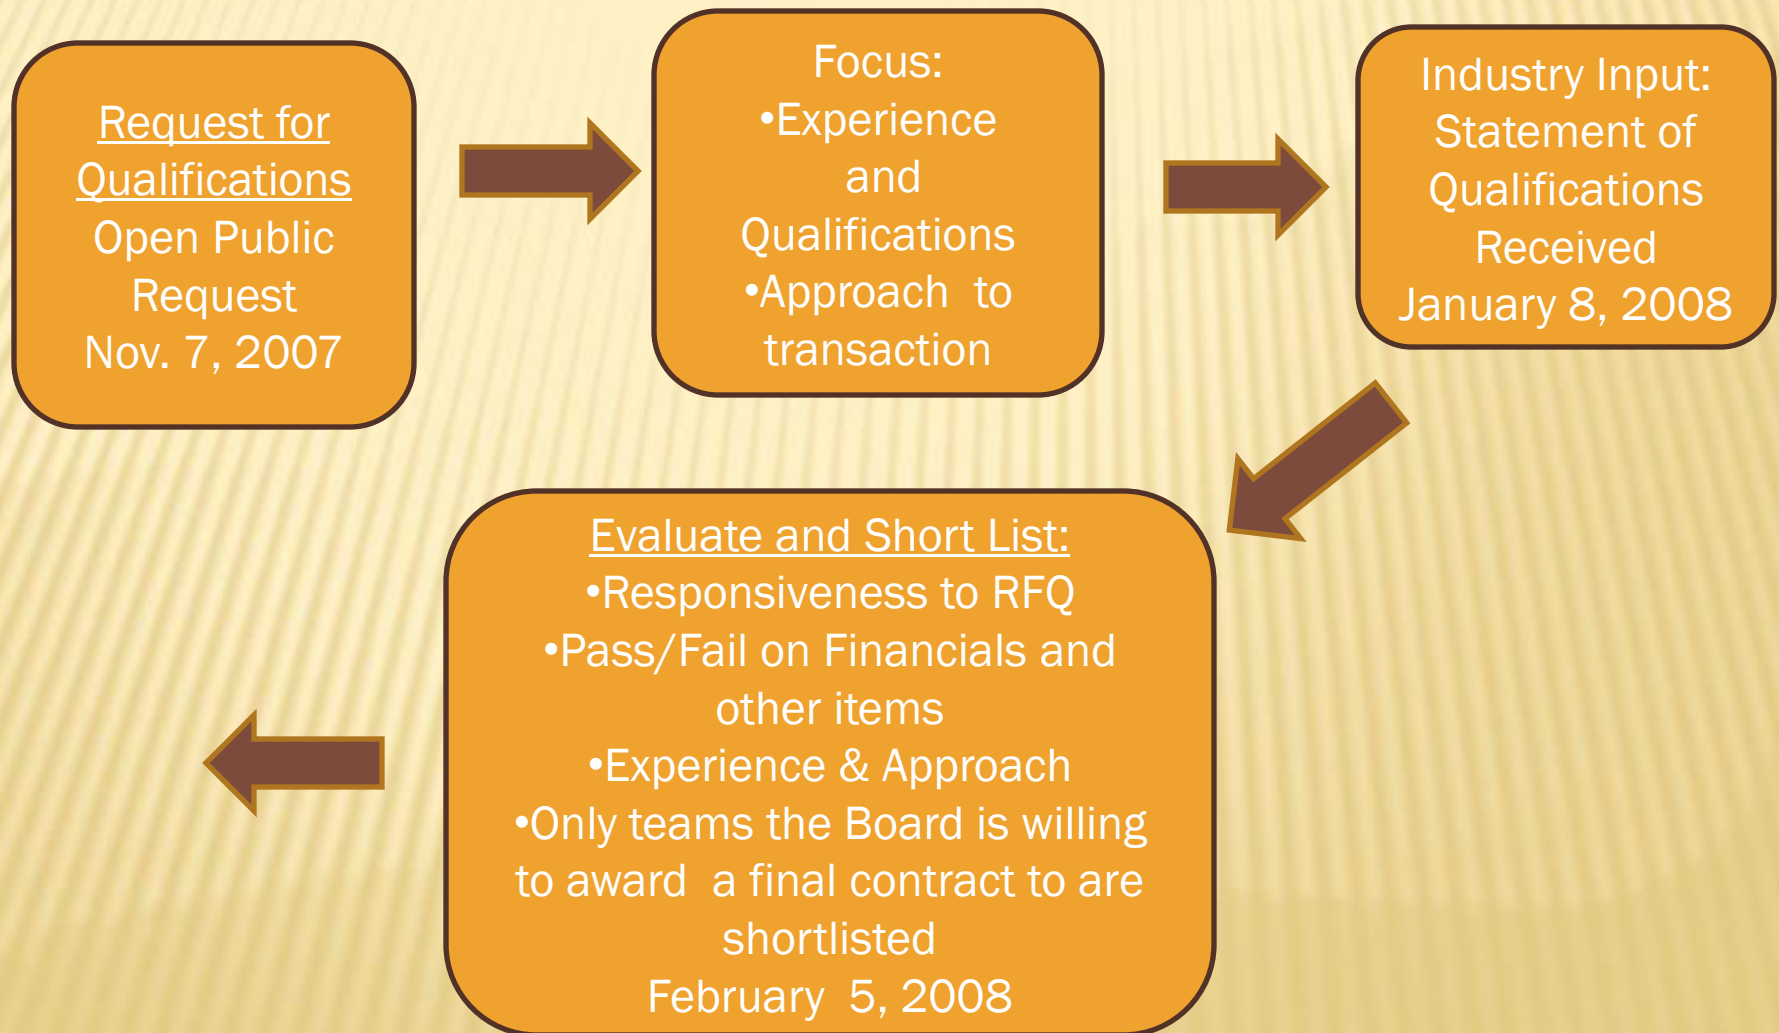 Request for
Qualifications
Open Public
Request
Nov. 7, 2007
Focus:
•Experience
and
Qualifications
•Approach  to
transaction
Industry Input:
Statement of
Qualifications
Received
January 8, 2008
Evaluate and Short List:
•Responsiveness to RFQ
•Pass/Fail on Financials and
other items
•Experience & Approach
•Only teams the Board is willing
to award  a final contract to are
shortlisted
February  5, 2008